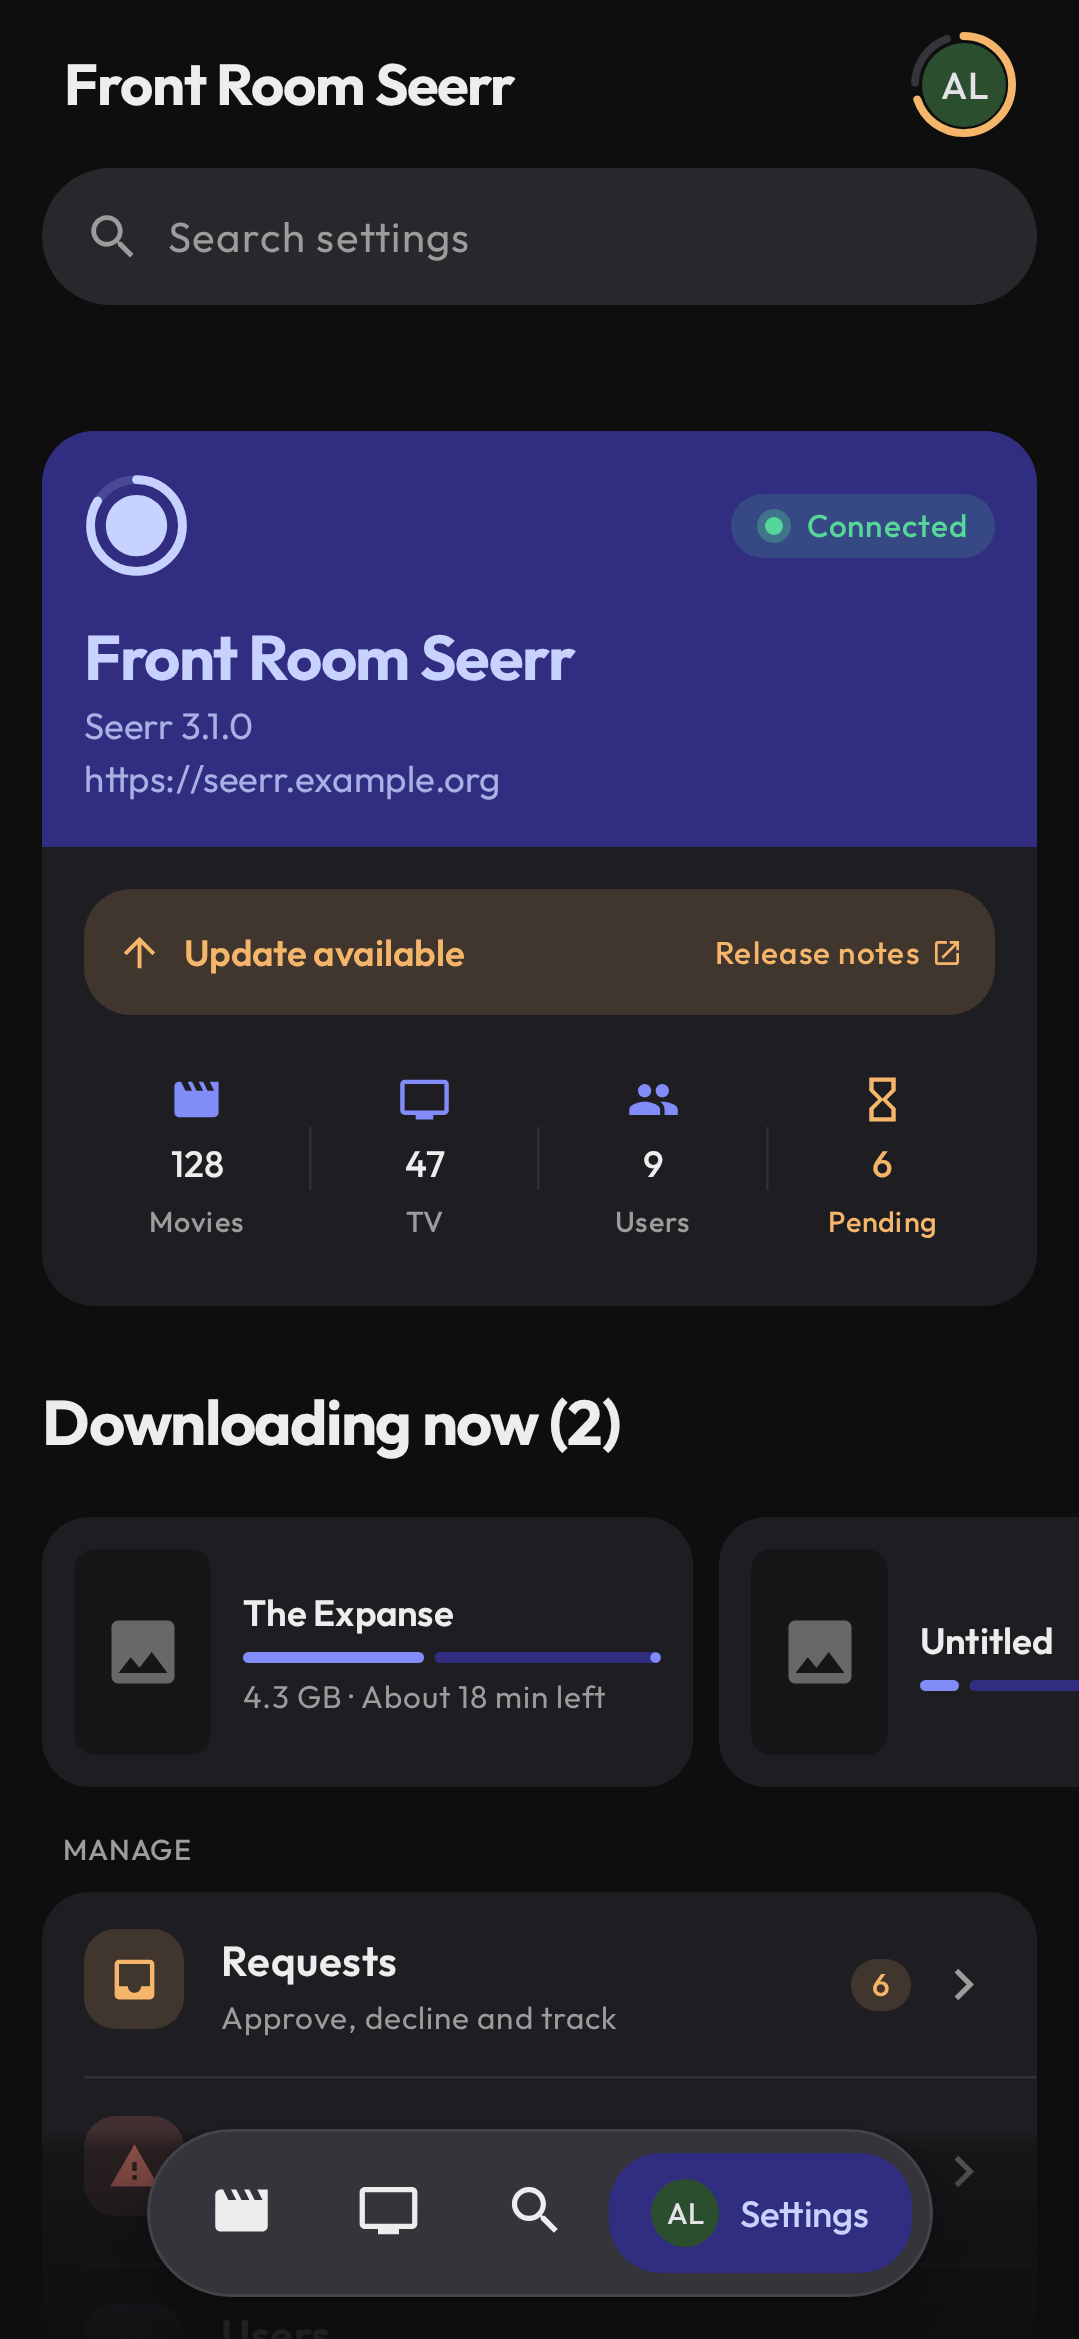 Front Room Seerr
AL
Search settings
Connected
Front Room Seerr
Seerr 3.1.0
https://seerr.example.org
Update available
Release notes
128
47
9
6
Movies
TV
Users
Pending
Downloading now (2)
The Expanse
4.3 GB · About 18 min left
Untitled
MANAGE
Requests
Approve, decline and track
6
AL
Settings
Users